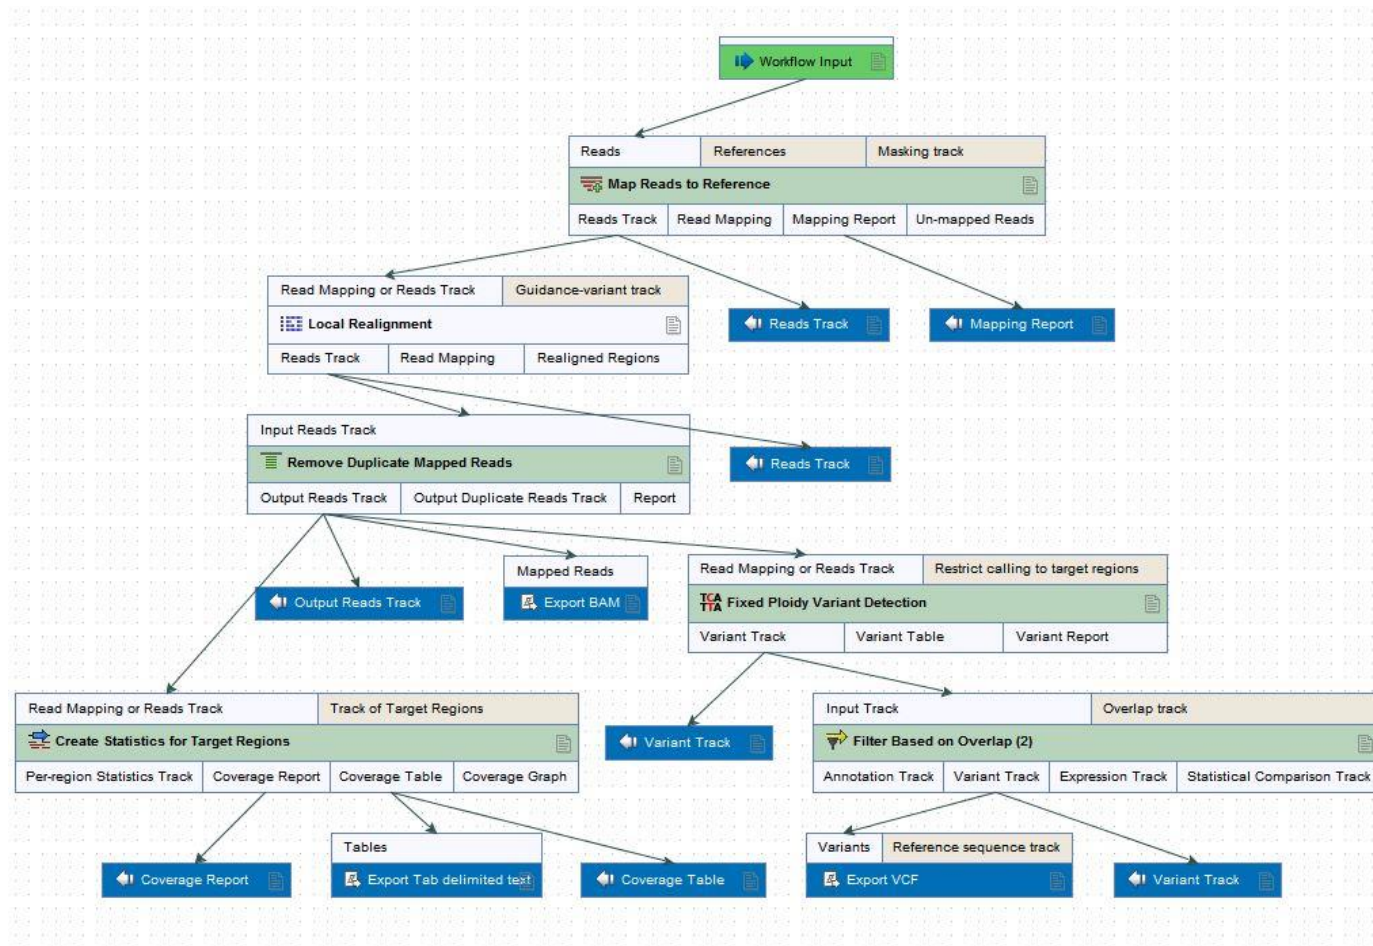 Workflow Input
Reads References Masking track
Map Reads to Reference
Reads Track Read Mapping Mapping Report Un-mapped Reads
Read Mapping or Reads Track Guidance-variant track
Local Realignment
Reads Track Read Mapping Realigned Regions
Reads Track
Mapping Report
Input Reads Track
Remove Duplicate Mapped Reads
Output Reads Track Output Duplicate Reads Track Report
Reads Track
Output Reads Track
Mapped Reads
Export BAM
Read Mapping or Reads Track Restrict calling to target regions
TCA
TTA
Fixed Ploidy Variant Detection
Variant Track Variant Table Variant Report
Read Mapping or Reads Track Track of Target Regions
Create Statistics for Target Regions
Per-region Statistics Track Coverage Report Coverage Table Coverage Graph
Variant Track
Input Track Overlap track
Filter Based on Overlap (2)
Annotation Track Variant Track Expression Track Statistical Comparison Track
Coverage Report
Tables
Export Tab delimited text
Coverage Table
Variants Reference sequence track
Export VCF
Variant Track